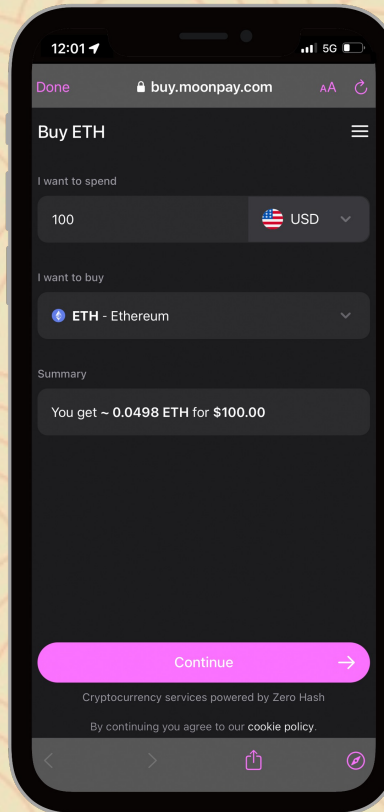 12:01
5G
Done
buy.moonpay.com
AA
Buy ETH
I want to spend
100
USD
I want to buy
ETH - Ethereum
Summary
You get ~ 0.0498 ETH for $100.00
Continue
Cryptocurrency services powered by Zero Hash
By continuing you agree to our cookie policy.